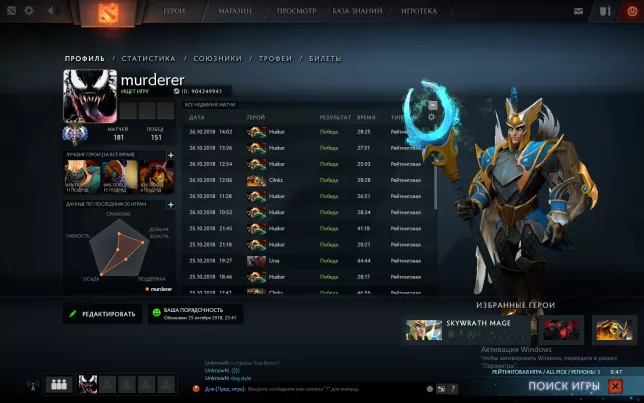 ГЕРОИ МАГАЗИН ПРОСМОТР БАЗА ЗНАНИЙ ИГРОТЕКА
ПРОФИЛЬ / СТАТИСТИКА / СОЮЗНИКИ / ТРОФЕИ / БИЛЕТЫ
murderer
ИЩЕТ ИГРУ
ID: 904249961
МАТЧЕЙ ПОБЕД
181 151
ЛУЧШИЕ ГЕРОИ (ЗА ВСЁ ВРЕМЯ)
ДАННЫЕ ПО ПОСЛЕДНИМ 20 ИГРАМ
СРАЖЕНИЕ
ГИБКОСТЬ
ДОБЫЧА ЗОЛОТА
ОСАДА
ПОДДЕРЖКА
murderer
ВСЕ НЕДАВНИЕ МАТЧИ
ДАТА ГЕРОЙ РЕЗУЛЬТАТ ВРЕМЯ ТИП
26.10.2018 14:02 Huskar Победа 28:25 Рейтинговая
26.10.2018 13:26 Huskar Победа 27:31 Рейтинговая
26.10.2018 12:54 Huskar Победа 25:03 Рейтинговая
26.10.2018 12:06 Clinkz Победа 38:28 Рейтинговая
26.10.2018 11:28 Huskar Победа 26:51 Рейтинговая
26.10.2018 10:52 Huskar Победа 28:34 Рейтинговая
25.10.2018 21:45 Huskar Победа 41:18 Рейтинговая
25.10.2018 21:18 Huskar Победа 20:21 Рейтинговая
25.10.2018 19:27 Ursa Победа 44:44 Рейтинговая
25.10.2018 18:46 Huskar Победа 28:17 Рейтинговая
РЕДАКТИРОВАТЬ
ВАША ПОРЯДОЧНОСТЬ
Обновлено 25 октября 2018, 22:41
ИЗБРАННЫЕ ГЕРОИ
SKYWRATH MAGE
Активация Windows
Чтобы активировать Windows, перейдите в раздел
"Параметры".
UnknowN:
UnknowN: ))))
UnknowN: dog style
Для (Пред. игра): Введите сообщение или символ "/" для команд.
РЕЙТИНГОВАЯ ИГРА / ALL PICK / РЕГИОНЫ: 3 0:47
ПОИСК ИГРЫ